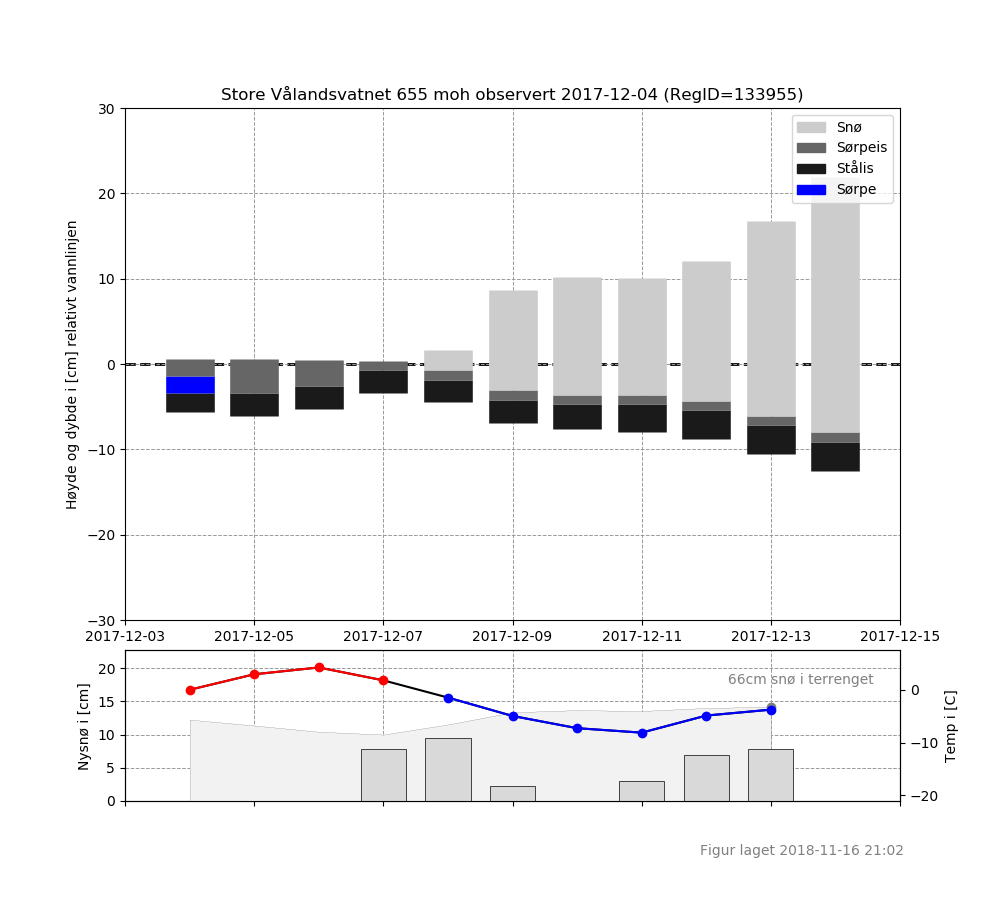 Store Vålandsvatnet 655 moh observert 2017-12-04 (RegID=133955)
Høyde og dybde i [cm] relativt vannlinjen
30
20
10
0
−10
−20
−30
Snø
Sørpeis
Stålis
Sørpe
2017-12-03 2017-12-05 2017-12-07 2017-12-09 2017-12-11 2017-12-13 2017-12-15
Nysnø i [cm]
20
15
10
5
0
66cm snø i terrenget
0
−10
−20
Temp i [C]
Figur laget 2018-11-16 21:02